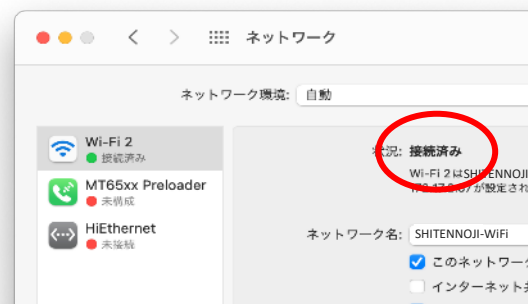 ネットワーク
ネットワーク環境: 自動
Wi-Fi 2
接続済み
MT65xx Preloader
未構成
HiEthernet
未接続
状況: 接続済み
Wi-Fi 2はSHITENNOJI
が設定され
ネットワーク名: SHITENNOJI-WiFi
このネットワーク
インターネット共